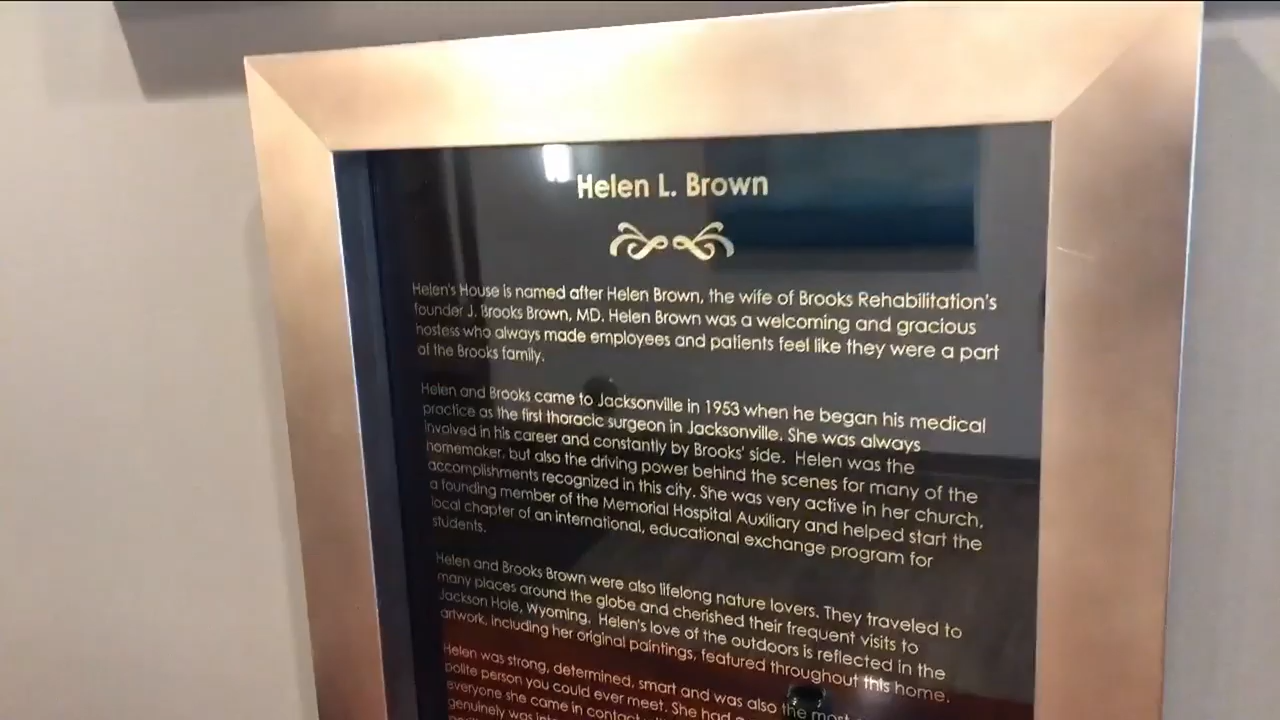 Helen L. Brown
Helen's House is named after Helen Brown, the wife of Brooks Rehabilitation's
founder J. Brooks Brown, MD. Helen Brown was a welcoming and gracious
hostess who always made employees and patients feel like they were a part
of the Brooks family.
Helen and Brooks came to Jacksonville in 1953 when he began his medical
practice as the first thoracic surgeon in Jacksonville. She was always
involved in his career and constantly by Brooks' side. Helen was the
homemaker, but also the driving power behind the scenes for many of the
accomplishments recognized in this city. She was very active in her church,
a founding member of the Memorial Hospital Auxiliary and helped start the
local chapter of an international, educational exchange program for
students.
Helen and Brooks Brown were also lifelong nature lovers. They traveled to
many places around the globe and cherished their frequent visits to
Jackson Hole, Wyoming. Helen's love of the outdoors is reflected in the
artwork, including her original paintings, featured throughout this home.
Helen was strong, determined, smart and was also the most
polite person you could ever meet. She had
everyone she came in contact
genuinely was